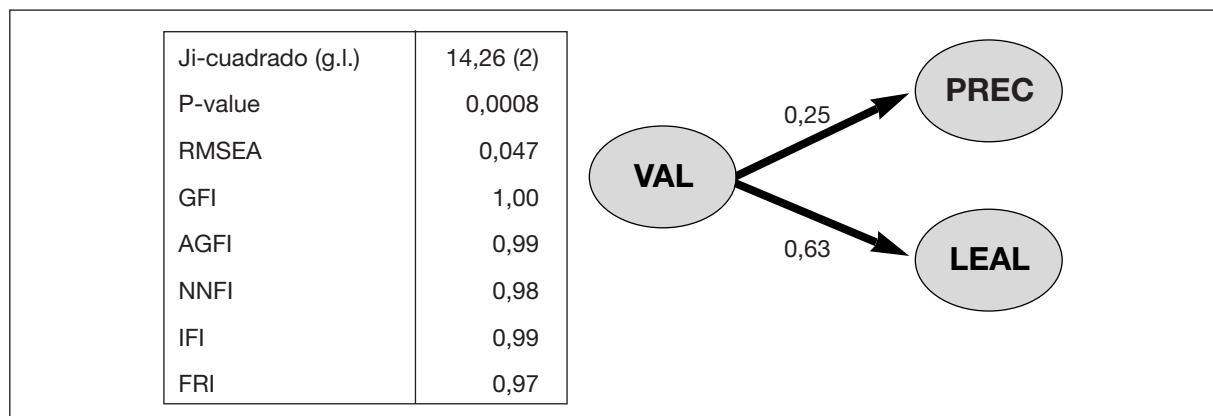 Ji-cuadrado (g.l.) 14,26 (2)
P-value 0,0008
RMSEA 0,047
GFI 1,00
AGFI 0,99
NNFI 0,98
IFI 0,99
FRI 0,97
PREC
0,25
VAL
0,63
LEAL